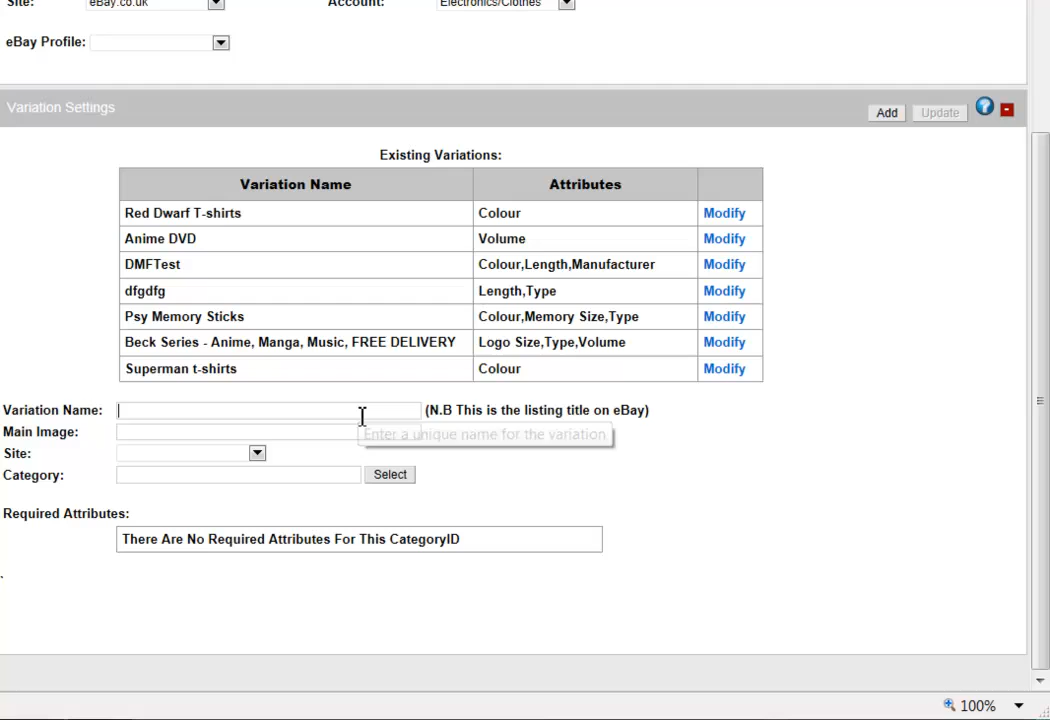 Site: eBay.co.uk Account: Electronics/Clothes
eBay Profile:
Variation Settings Add Update
Existing Variations:
Variation Name Attributes
Red Dwarf T-shirts Colour Modify
Anime DVD Volume Modify
DMFTest Colour,Length,Manufacturer Modify
dfgdfg Length,Type Modify
Psy Memory Sticks Colour,Memory Size,Type Modify
Beck Series - Anime, Manga, Music, FREE DELIVERY Logo Size,Type,Volume Modify
Superman t-shirts Colour Modify
Variation Name: (N.B This is the listing title on eBay)
Main Image: Enter a unique name for the variation
Site:
Category: Select
Required Attributes:
There Are No Required Attributes For This CategoryID
100%